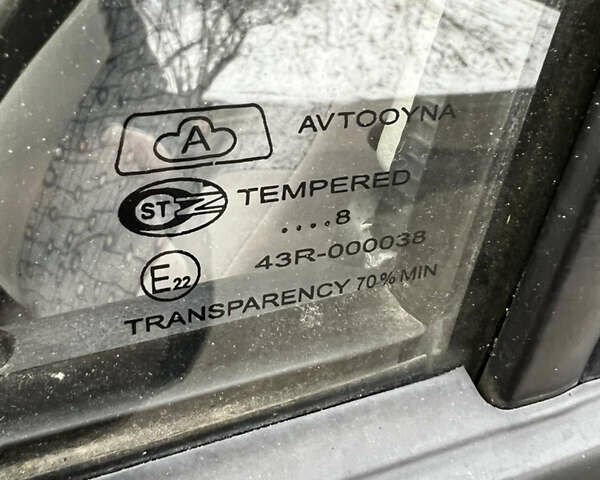 A AVTOOYNA
STZ TEMPERED
....8
E22 43R-000038
TRANSPARENCY 70% MIN